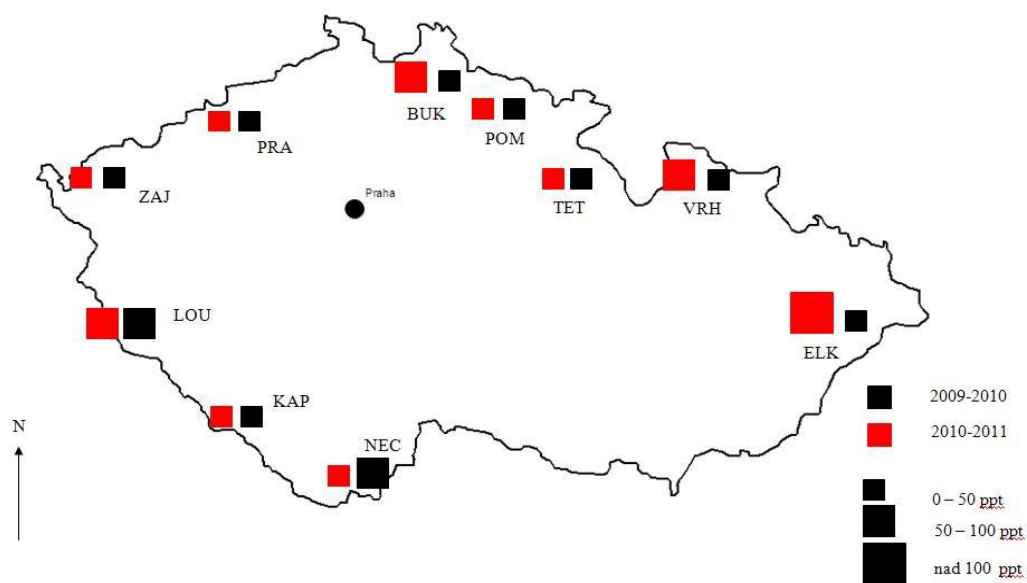 BUK
POM
PRA
ZAJ
Praha
TET
VRH
LOU
ELK
KAP
NEC
N
2009-2010
2010-2011
0 – 50 ppt
50 – 100 ppt
nad 100 ppt